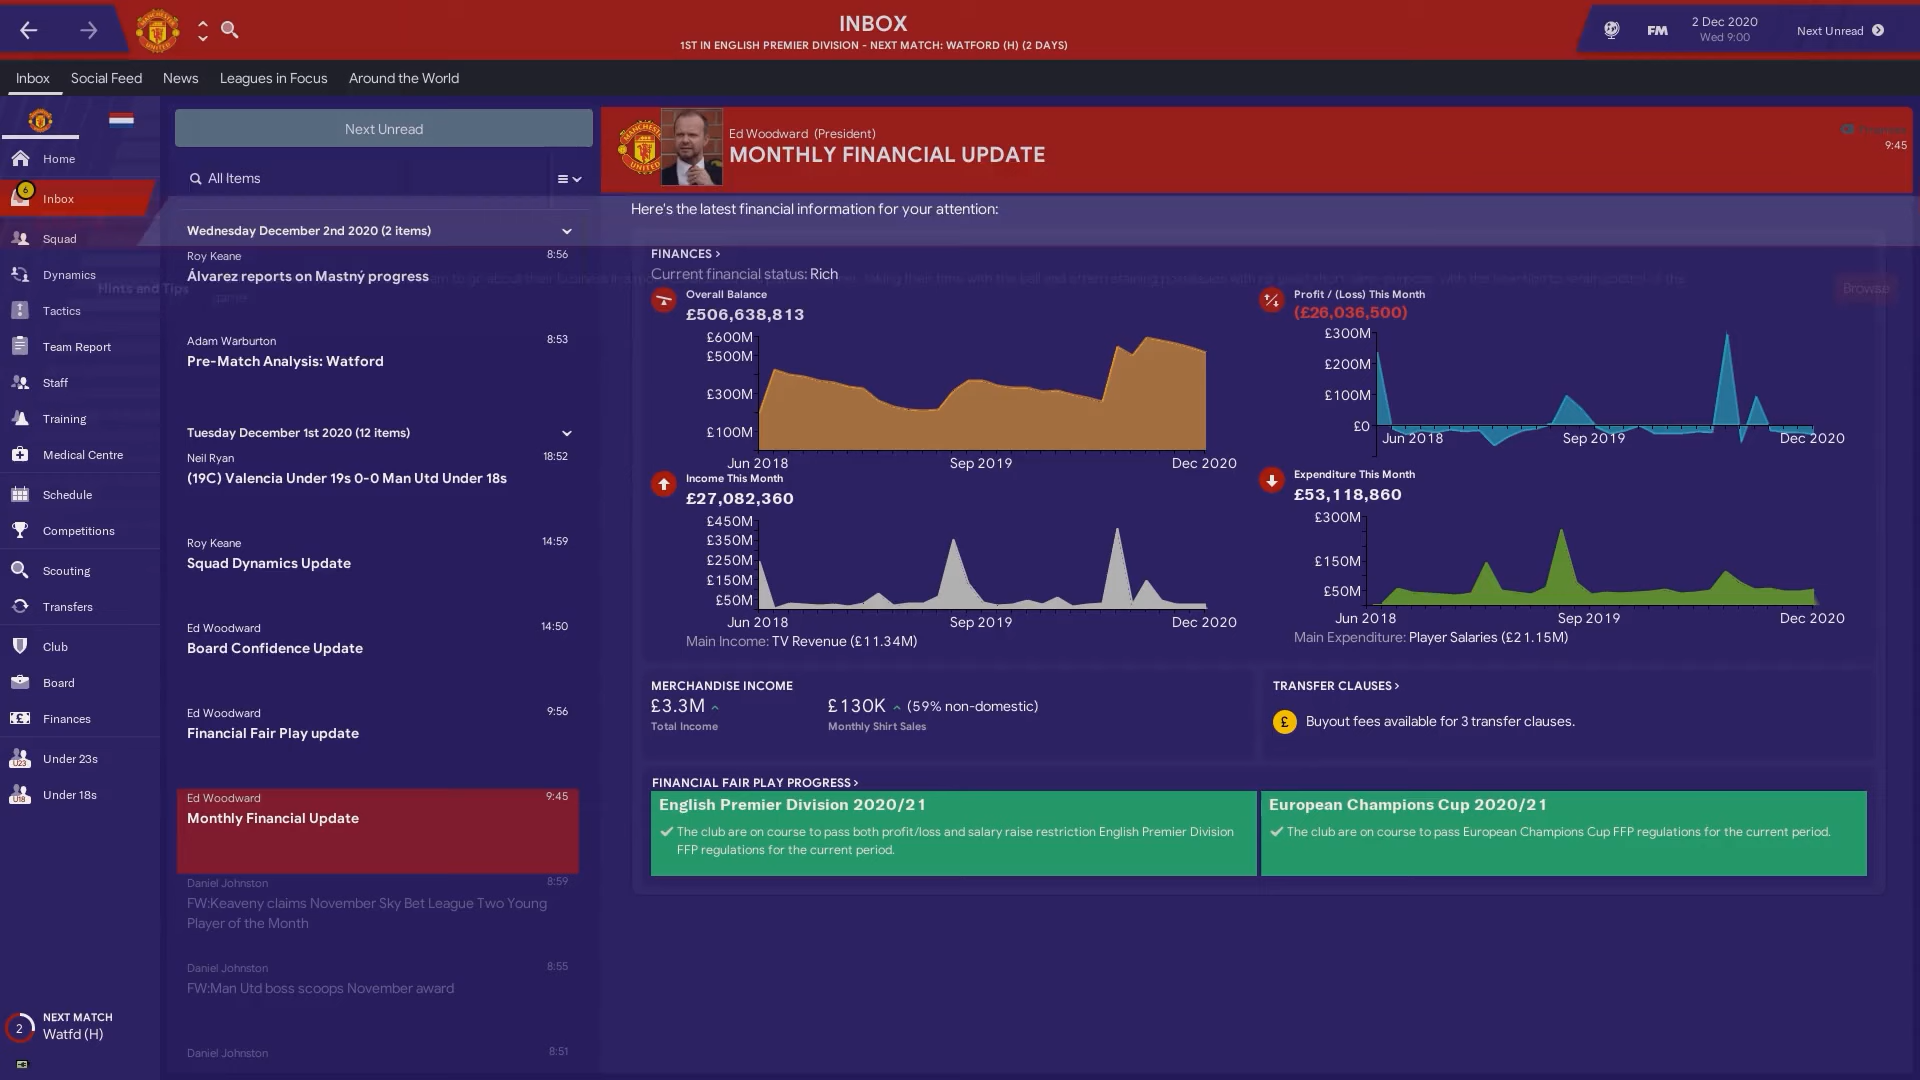 INBOX
1ST IN ENGLISH PREMIER DIVISION - NEXT MATCH: WATFORD (H) (2 DAYS)
FM
2 Dec 2020
Wed 9:00
Next Unread
Inbox
Social Feed
News
Leagues in Focus
Around the World
Home
6
Inbox
Squad
Dynamics
Hints and Tips
Tactics
Team Report
Staff
Training
Medical Centre
Schedule
Competitions
Scouting
Transfers
Club
Board
Finances
U23
Under 23s
U18
Under 18s
2
NEXT MATCH
Watfd (H)
Next Unread
All Items
Wednesday December 2nd 2020 (2 items)
Roy Keane 8:56
Álvarez reports on Mastný progress
Adam Warburton 8:53
Pre-Match Analysis: Watford
Tuesday December 1st 2020 (12 items)
Neil Ryan 18:52
(19C) Valencia Under 19s 0-0 Man Utd Under 18s
Roy Keane 14:59
Squad Dynamics Update
Ed Woodward 14:50
Board Confidence Update
Ed Woodward 9:56
Financial Fair Play update
Ed Woodward 9:45
Monthly Financial Update
Daniel Johnston 8:59
FW:Keaveny claims November Sky Bet League Two Young
Player of the Month
Daniel Johnston 8:55
FW:Man Utd boss scoops November award
Daniel Johnston 8:51
MANCHESTER
UNITED
Ed Woodward (President)
MONTHLY FINANCIAL UPDATE
9:45
Here's the latest financial information for your attention:
FINANCES >
Current financial status: Rich
Browse
game.
Overall Balance
£506,638,813
£600M
£500M
£300M
£100M
Jun 2018 Sep 2019 Dec 2020
Profit / (Loss) This Month
(£26,036,500)
£300M
£200M
£100M
£0
Jun 2018 Sep 2019 Dec 2020
Income This Month
£27,082,360
£450M
£350M
£250M
£150M
£50M
Jun 2018 Sep 2019 Dec 2020
Main Income: TV Revenue (£11.34M)
Expenditure This Month
£53,118,860
£300M
£150M
£50M
Jun 2018 Sep 2019 Dec 2020
Main Expenditure: Player Salaries (£21.15M)
MERCHANDISE INCOME
£3.3M
Total Income
£130K (59% non-domestic)
Monthly Shirt Sales
TRANSFER CLAUSES >
£
Buyout fees available for 3 transfer clauses.
FINANCIAL FAIR PLAY PROGRESS >
English Premier Division 2020/21
The club are on course to pass both profit/loss and salary raise restriction English Premier Division
FFP regulations for the current period.
European Champions Cup 2020/21
The club are on course to pass European Champions Cup FFP regulations for the current period.